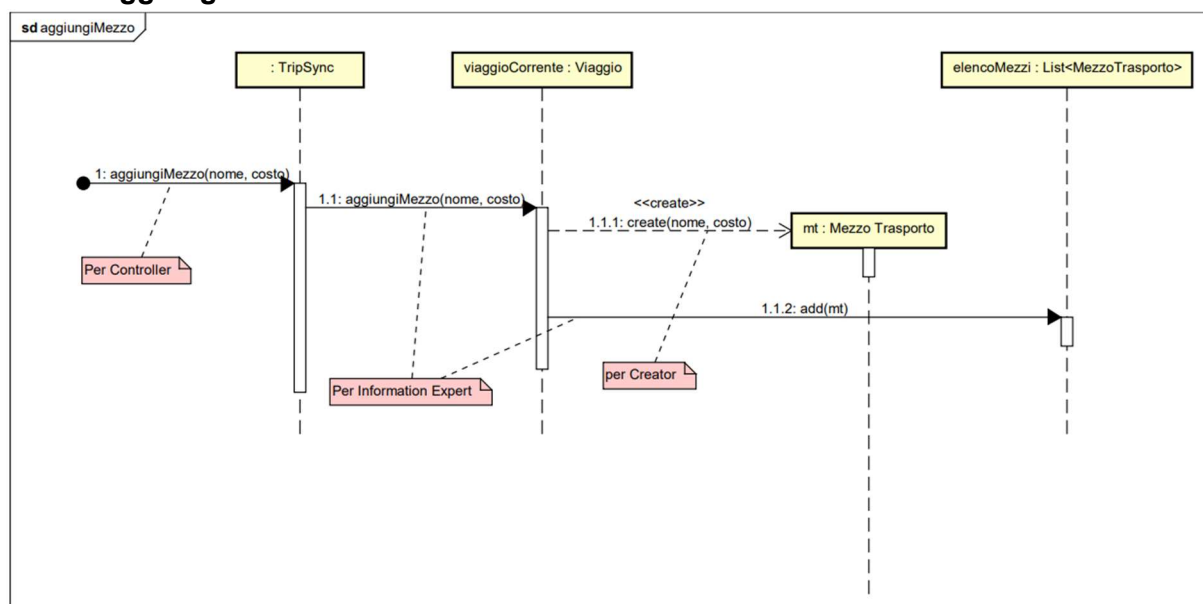 sd aggiungiMezzo
: TripSync
viaggioCorrente : Viaggio
elencoMezzi : List<MezzoTrasporto>
1: aggiungiMezzo(nome, costo)
1.1: aggiungiMezzo(nome, costo)
<<create>>
1.1.1: create(nome, costo)
mt : Mezzo Trasporto
Per Controller
1.1.2: add(mt)
Per Information Expert
per Creator